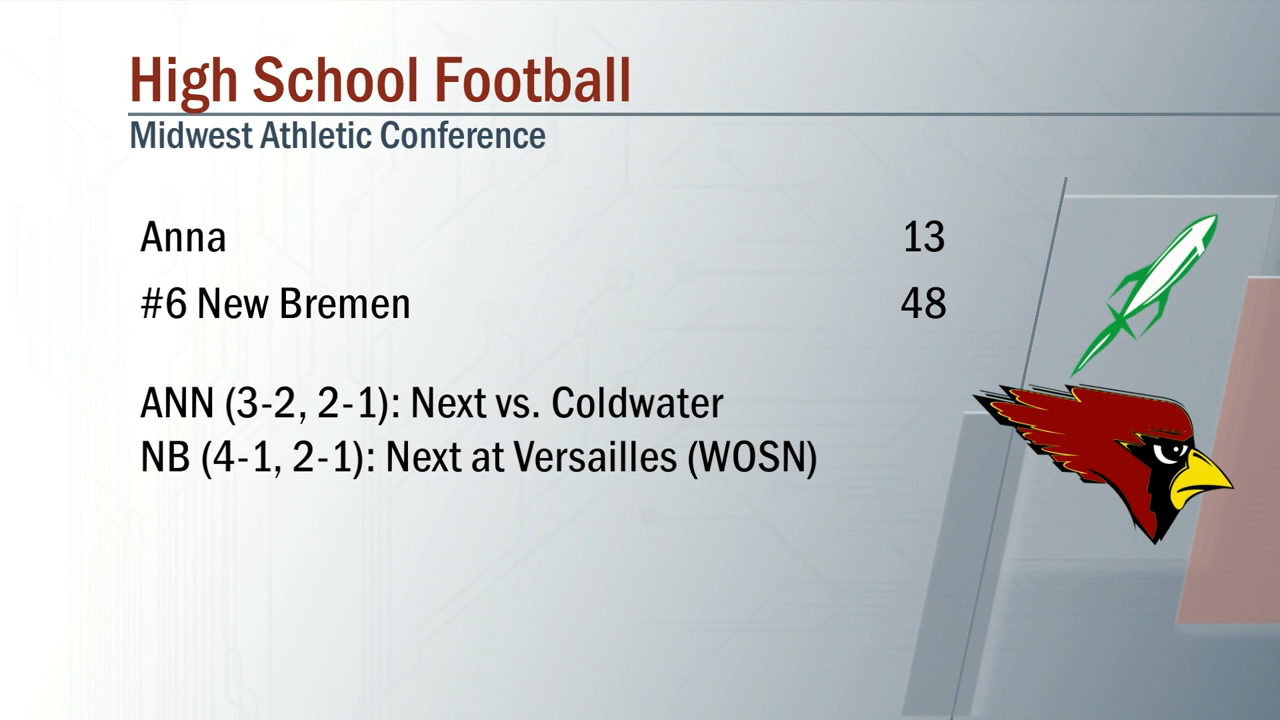 High School Football
Midwest Athletic Conference
Anna 13
#6 New Bremen 48
ANN (3-2, 2-1): Next vs. Coldwater
NB (4-1, 2-1): Next at Versailles (WOSN)